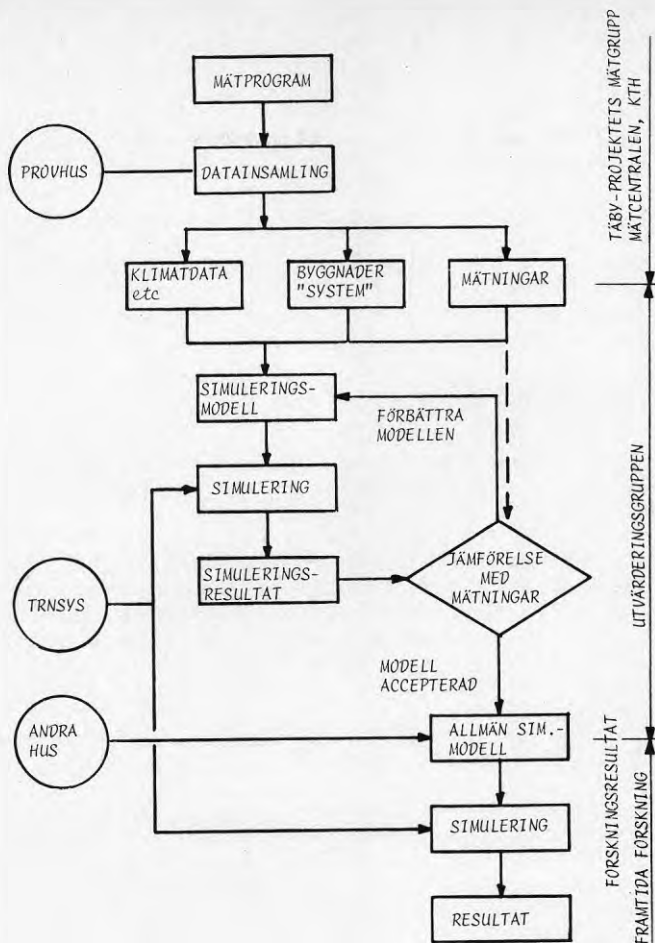 MÄTPROGRAM
PROVHUS
DATAINSAMLING
KLIMATDATA
etc
BYGGNADER
"SYSTEM"
MÄTNINGAR
SIMULERINGS-
MODELL
FÖRBÄTTRA
MODELLEN
SIMULERING
SIMULERINGS-
RESULTAT
JÄMFÖRELSE
MED
MÄTNINGAR
TRNSYS
MODELL
ACCEPTERAD
ANDRA
HUS
ALLMÄN SIM.-
MODELL
SIMULERING
RESULTAT
TÄBY-PROJEKTETS MÄTGRUPP
MÄTCENTRALEN, KTH
UTVÄRDERINGSGRUPPEN
FORSKNINGSRESULTAT
FRAMTIDA FORSKNING